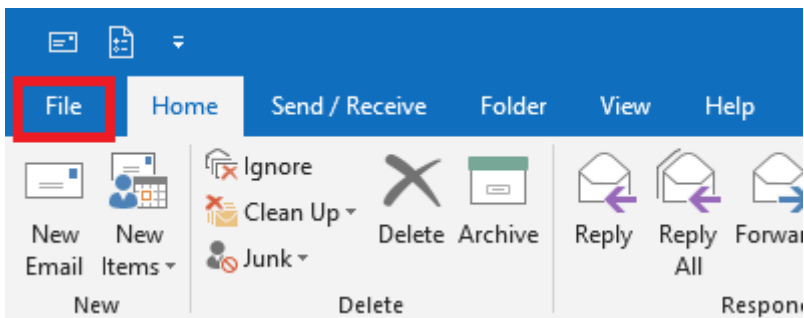 File Home Send / Receive Folder View Help
Ignore
Clean Up
Junk
New Email
New Items
Delete
Archive
Reply
Reply All
New
Delete